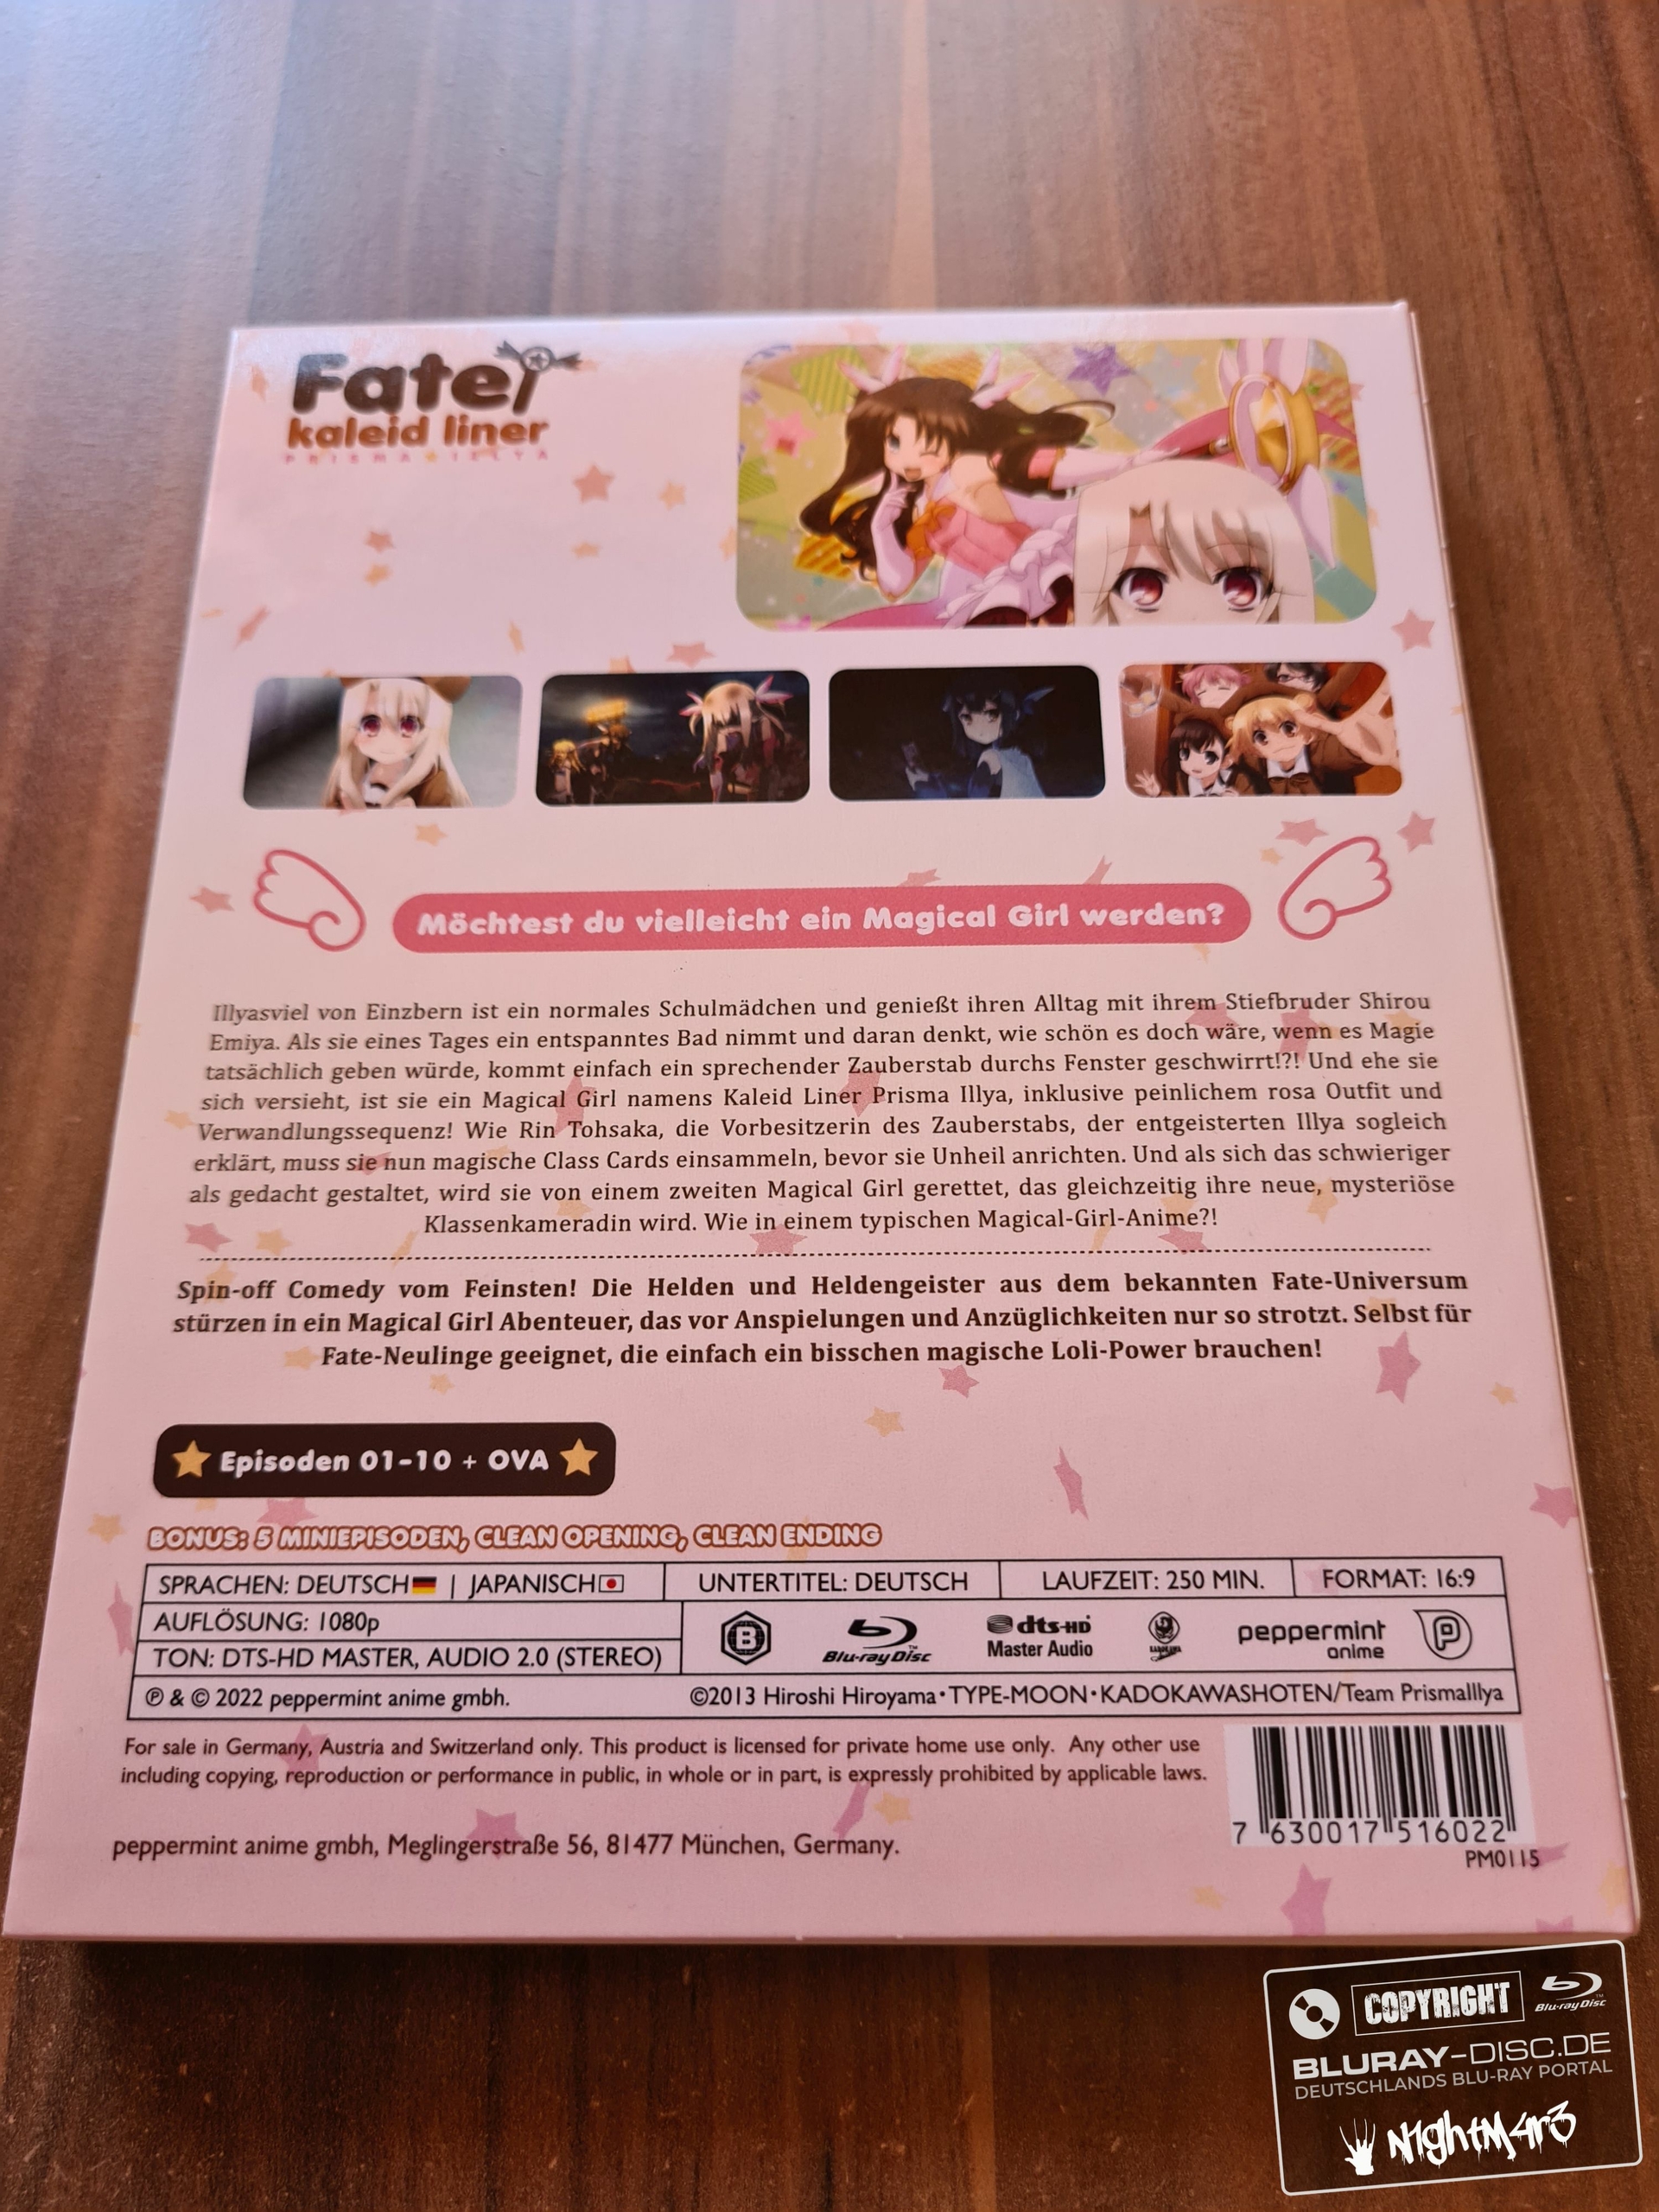 Fate/
kaleid liner
PRISMA☆ILLYA
Möchtest du vielleicht ein Magical Girl werden?
Illyasviel von Einzbern ist ein normales Schulmädchen und genießt ihren Alltag mit ihrem Stiefbruder Shirou
Emiya. Als sie eines Tages ein entspanntes Bad nimmt und daran denkt, wie schön es doch wäre, wenn es Magie
tatsächlich geben würde, kommt einfach ein sprechender Zauberstab durchs Fenster geschwirrt!?! Und ehe sie
sich versieht, ist sie ein Magical Girl namens Kaleid Liner Prisma Illya, inklusive peinlichem rosa Outfit und
Verwandlungssequenz! Wie Rin Tohsaka, die Vorbesitzerin des Zauberstabs, der entgeisterten Illya sogleich
erklärt, muss sie nun magische Class Cards einsammeln, bevor sie Unheil anrichten. Und als sich das schwieriger
als gedacht gestaltet, wird sie von einem zweiten Magical Girl gerettet, das gleichzeitig ihre neue, mysteriöse
Klassenkameradin wird. Wie in einem typischen Magical-Girl-Anime?!
Spin-off Comedy vom Feinsten! Die Helden und Heldengeister aus dem bekannten Fate-Universum
stürzen in ein Magical Girl Abenteuer, das vor Anspielungen und Anzüglichkeiten nur so strotzt. Selbst für
Fate-Neulinge geeignet, die einfach ein bisschen magische Loli-Power brauchen!
Episoden 01-10 + OVA
BONUS: 5 MINIEPISODEN, CLEAN OPENING, CLEAN ENDING
SPRACHEN: DEUTSCH | JAPANISCH
UNTERTITEL: DEUTSCH
LAUFZEIT: 250 MIN.
FORMAT: 16:9
AUFLÖSUNG: 1080p
TON: DTS-HD MASTER, AUDIO 2.0 (STEREO)
B
Blu-ray Disc™
dts-HD
Master Audio
KADOKAWA
peppermint
anime
℗ & © 2022 peppermint anime gmbh.
©2013 Hiroshi Hiroyama・TYPE-MOON・KADOKAWASHOTEN/Team PrismaIllya
For sale in Germany, Austria and Switzerland only. This product is licensed for private home use only. Any other use
including copying, reproduction or performance in public, in whole or in part, is expressly prohibited by applicable laws.
7 630017 516022
PM0115
peppermint anime gmbh, Meglingerstraße 56, 81477 München, Germany.
COPYRIGHT
Blu-ray Disc™
BLURAY-DISC.DE
DEUTSCHLANDS BLU-RAY PORTAL
N1ghtM4r3